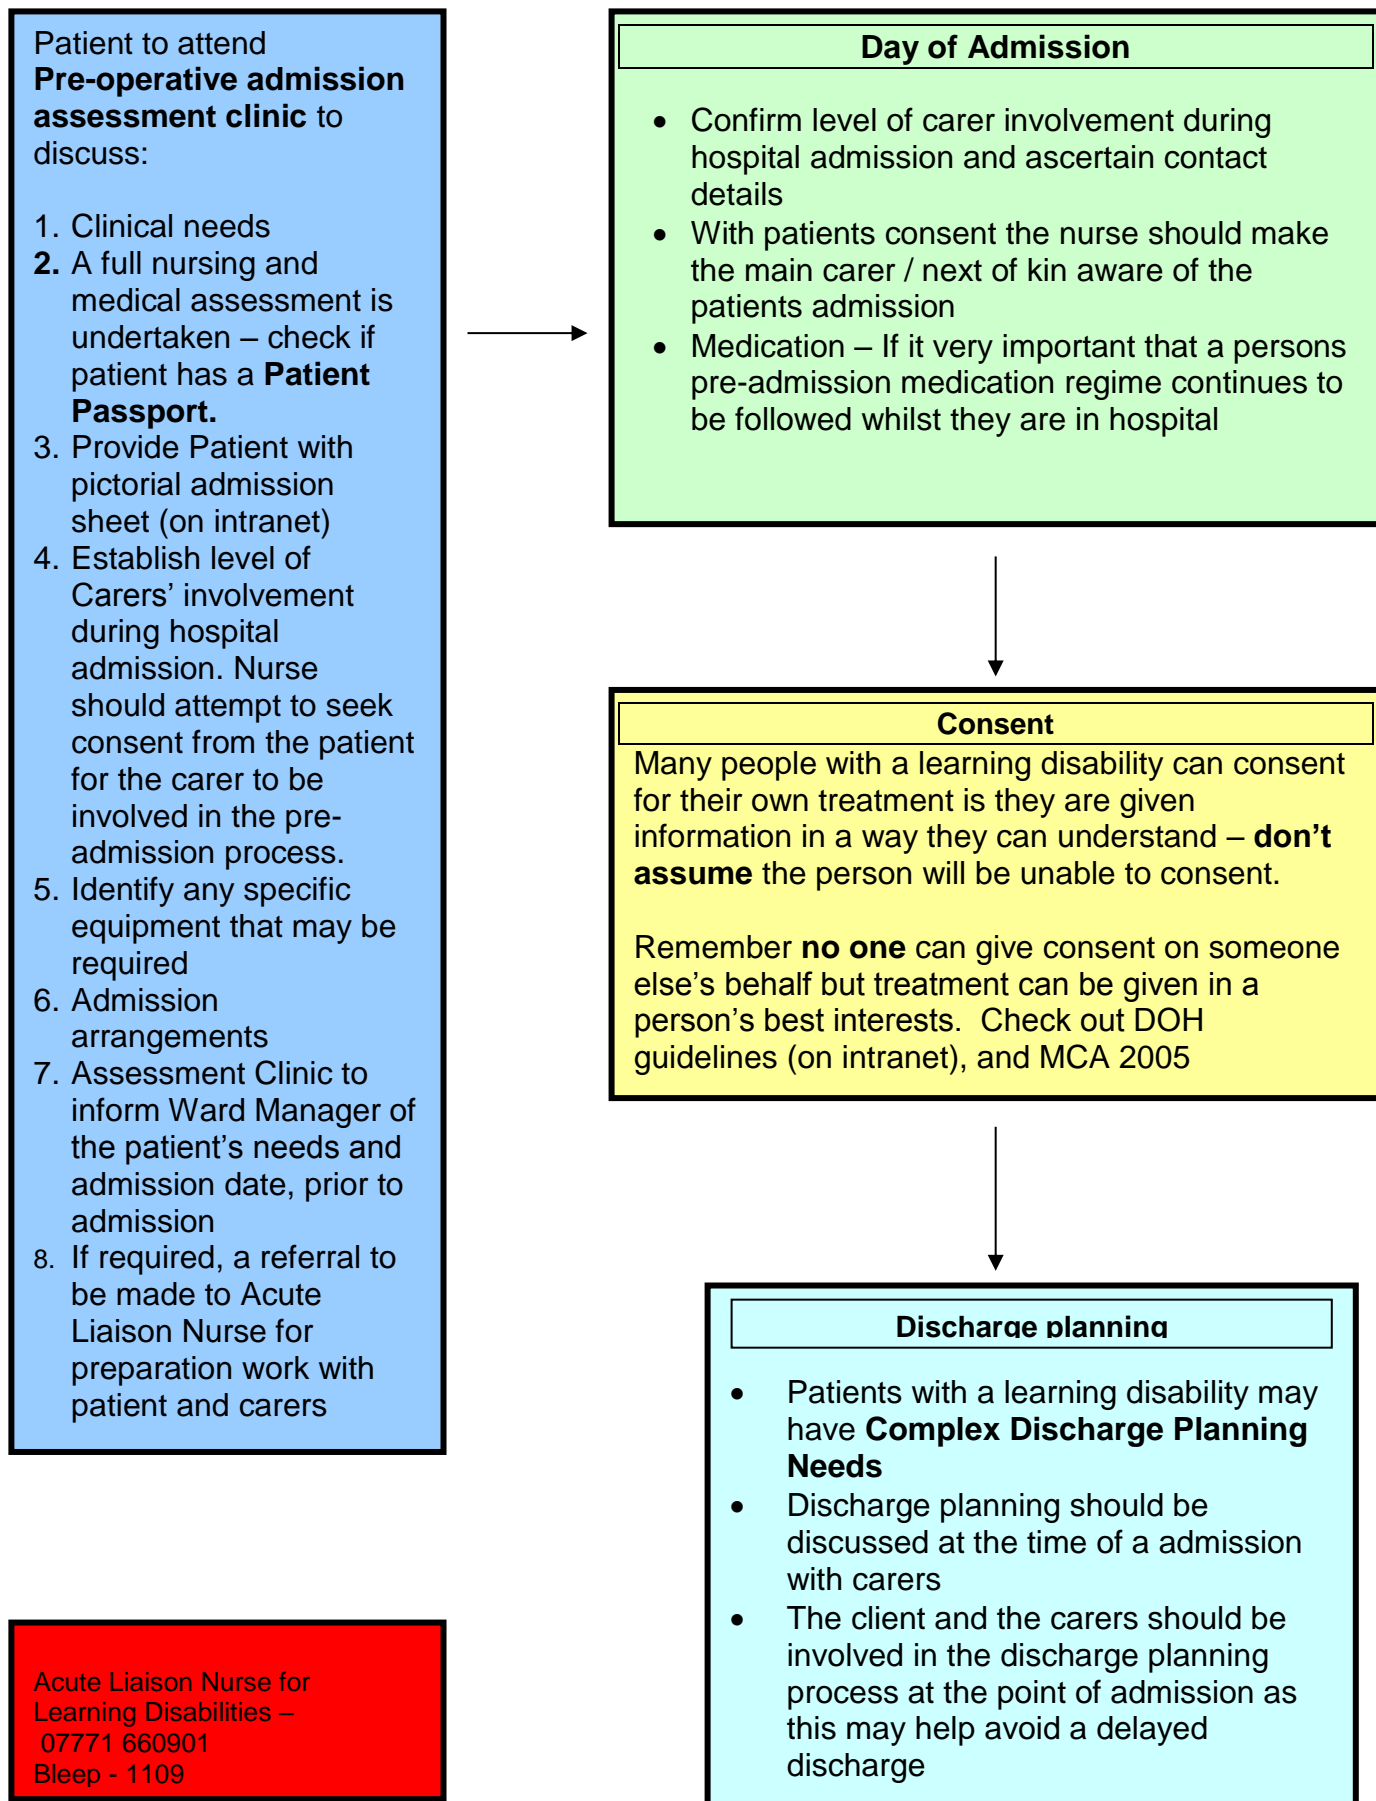 Patient to attend
Pre-operative admission
assessment clinic to
discuss:
1. Clinical needs
2. A full nursing and
medical assessment is
undertaken – check if
patient has a Patient
Passport.
3. Provide Patient with
pictorial admission
sheet (on intranet)
4. Establish level of
Carers’ involvement
during hospital
admission. Nurse
should attempt to seek
consent from the patient
for the carer to be
involved in the pre-
admission process.
5. Identify any specific
equipment that may be
required
6. Admission
arrangements
7. Assessment Clinic to
inform Ward Manager of
the patient’s needs and
admission date, prior to
admission
8. If required, a referral to
be made to Acute
Liaison Nurse for
preparation work with
patient and carers
Acute Liaison Nurse for
Learning Disabilities –
07771 660901
Bleep - 1109
Day of Admission
• Confirm level of carer involvement during
hospital admission and ascertain contact
details
• With patients consent the nurse should make
the main carer / next of kin aware of the
patients admission
• Medication – If it very important that a persons
pre-admission medication regime continues to
be followed whilst they are in hospital
Consent
Many people with a learning disability can consent
for their own treatment is they are given
information in a way they can understand – don’t
assume the person will be unable to consent.
Remember no one can give consent on someone
else’s behalf but treatment can be given in a
person’s best interests.  Check out DOH
guidelines (on intranet), and MCA 2005
Discharge planning
• Patients with a learning disability may
have Complex Discharge Planning
Needs
• Discharge planning should be
discussed at the time of a admission
with carers
• The client and the carers should be
involved in the discharge planning
process at the point of admission as
this may help avoid a delayed
discharge